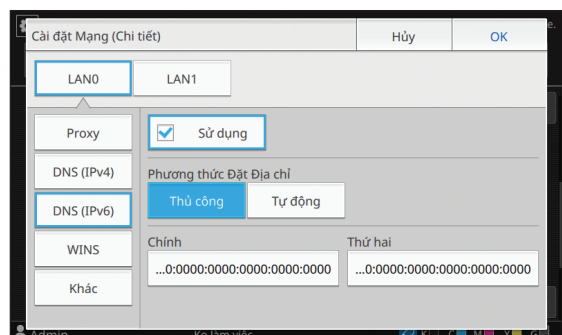 Cài đặt Mạng (Chi tiết)
Hủy
OK
LAN0
LAN1
Proxy
Sử dụng
DNS (IPv4)
Phương thức Đặt Địa chỉ
Thủ công
Tự động
DNS (IPv6)
WINS
Chính
Thứ hai
...0:0000:0000:0000:0000:0000
...0:0000:0000:0000:0000:0000
Khác
Admin